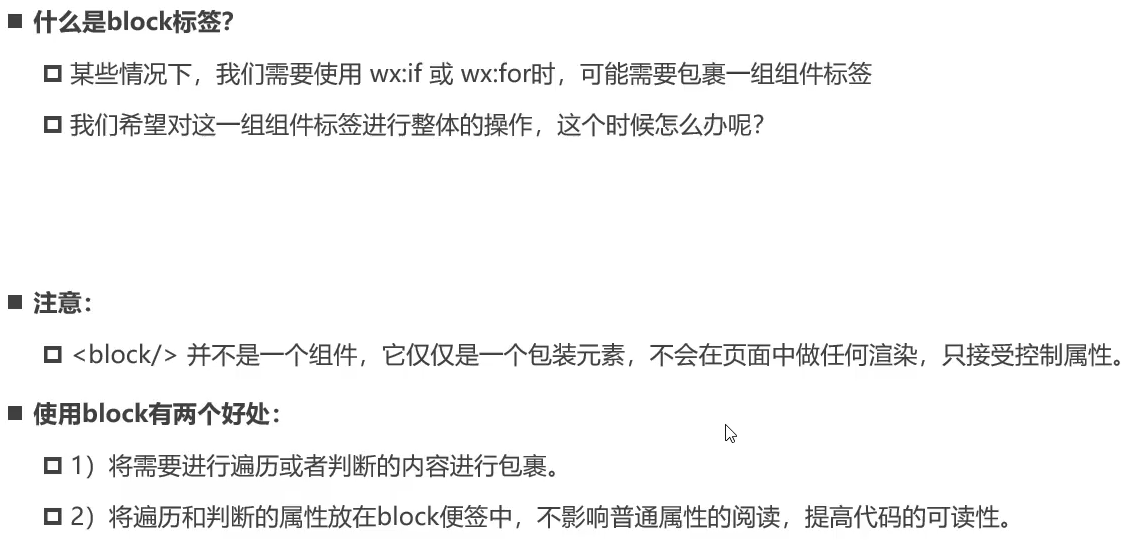 什么是block标签？
某些情况下，我们需要使用 wx:if 或 wx:for时，可能需要包裹一组组件标签
我们希望对这一组组件标签进行整体的操作，这个时候怎么办呢？
注意：
<block/> 并不是一个组件，它仅仅是一个包装元素，不会在页面中做任何渲染，只接受控制属性。
使用block有两个好处：
1）将需要进行遍历或者判断的内容进行包裹。
2）将遍历和判断的属性放在block便签中，不影响普通属性的阅读，提高代码的可读性。